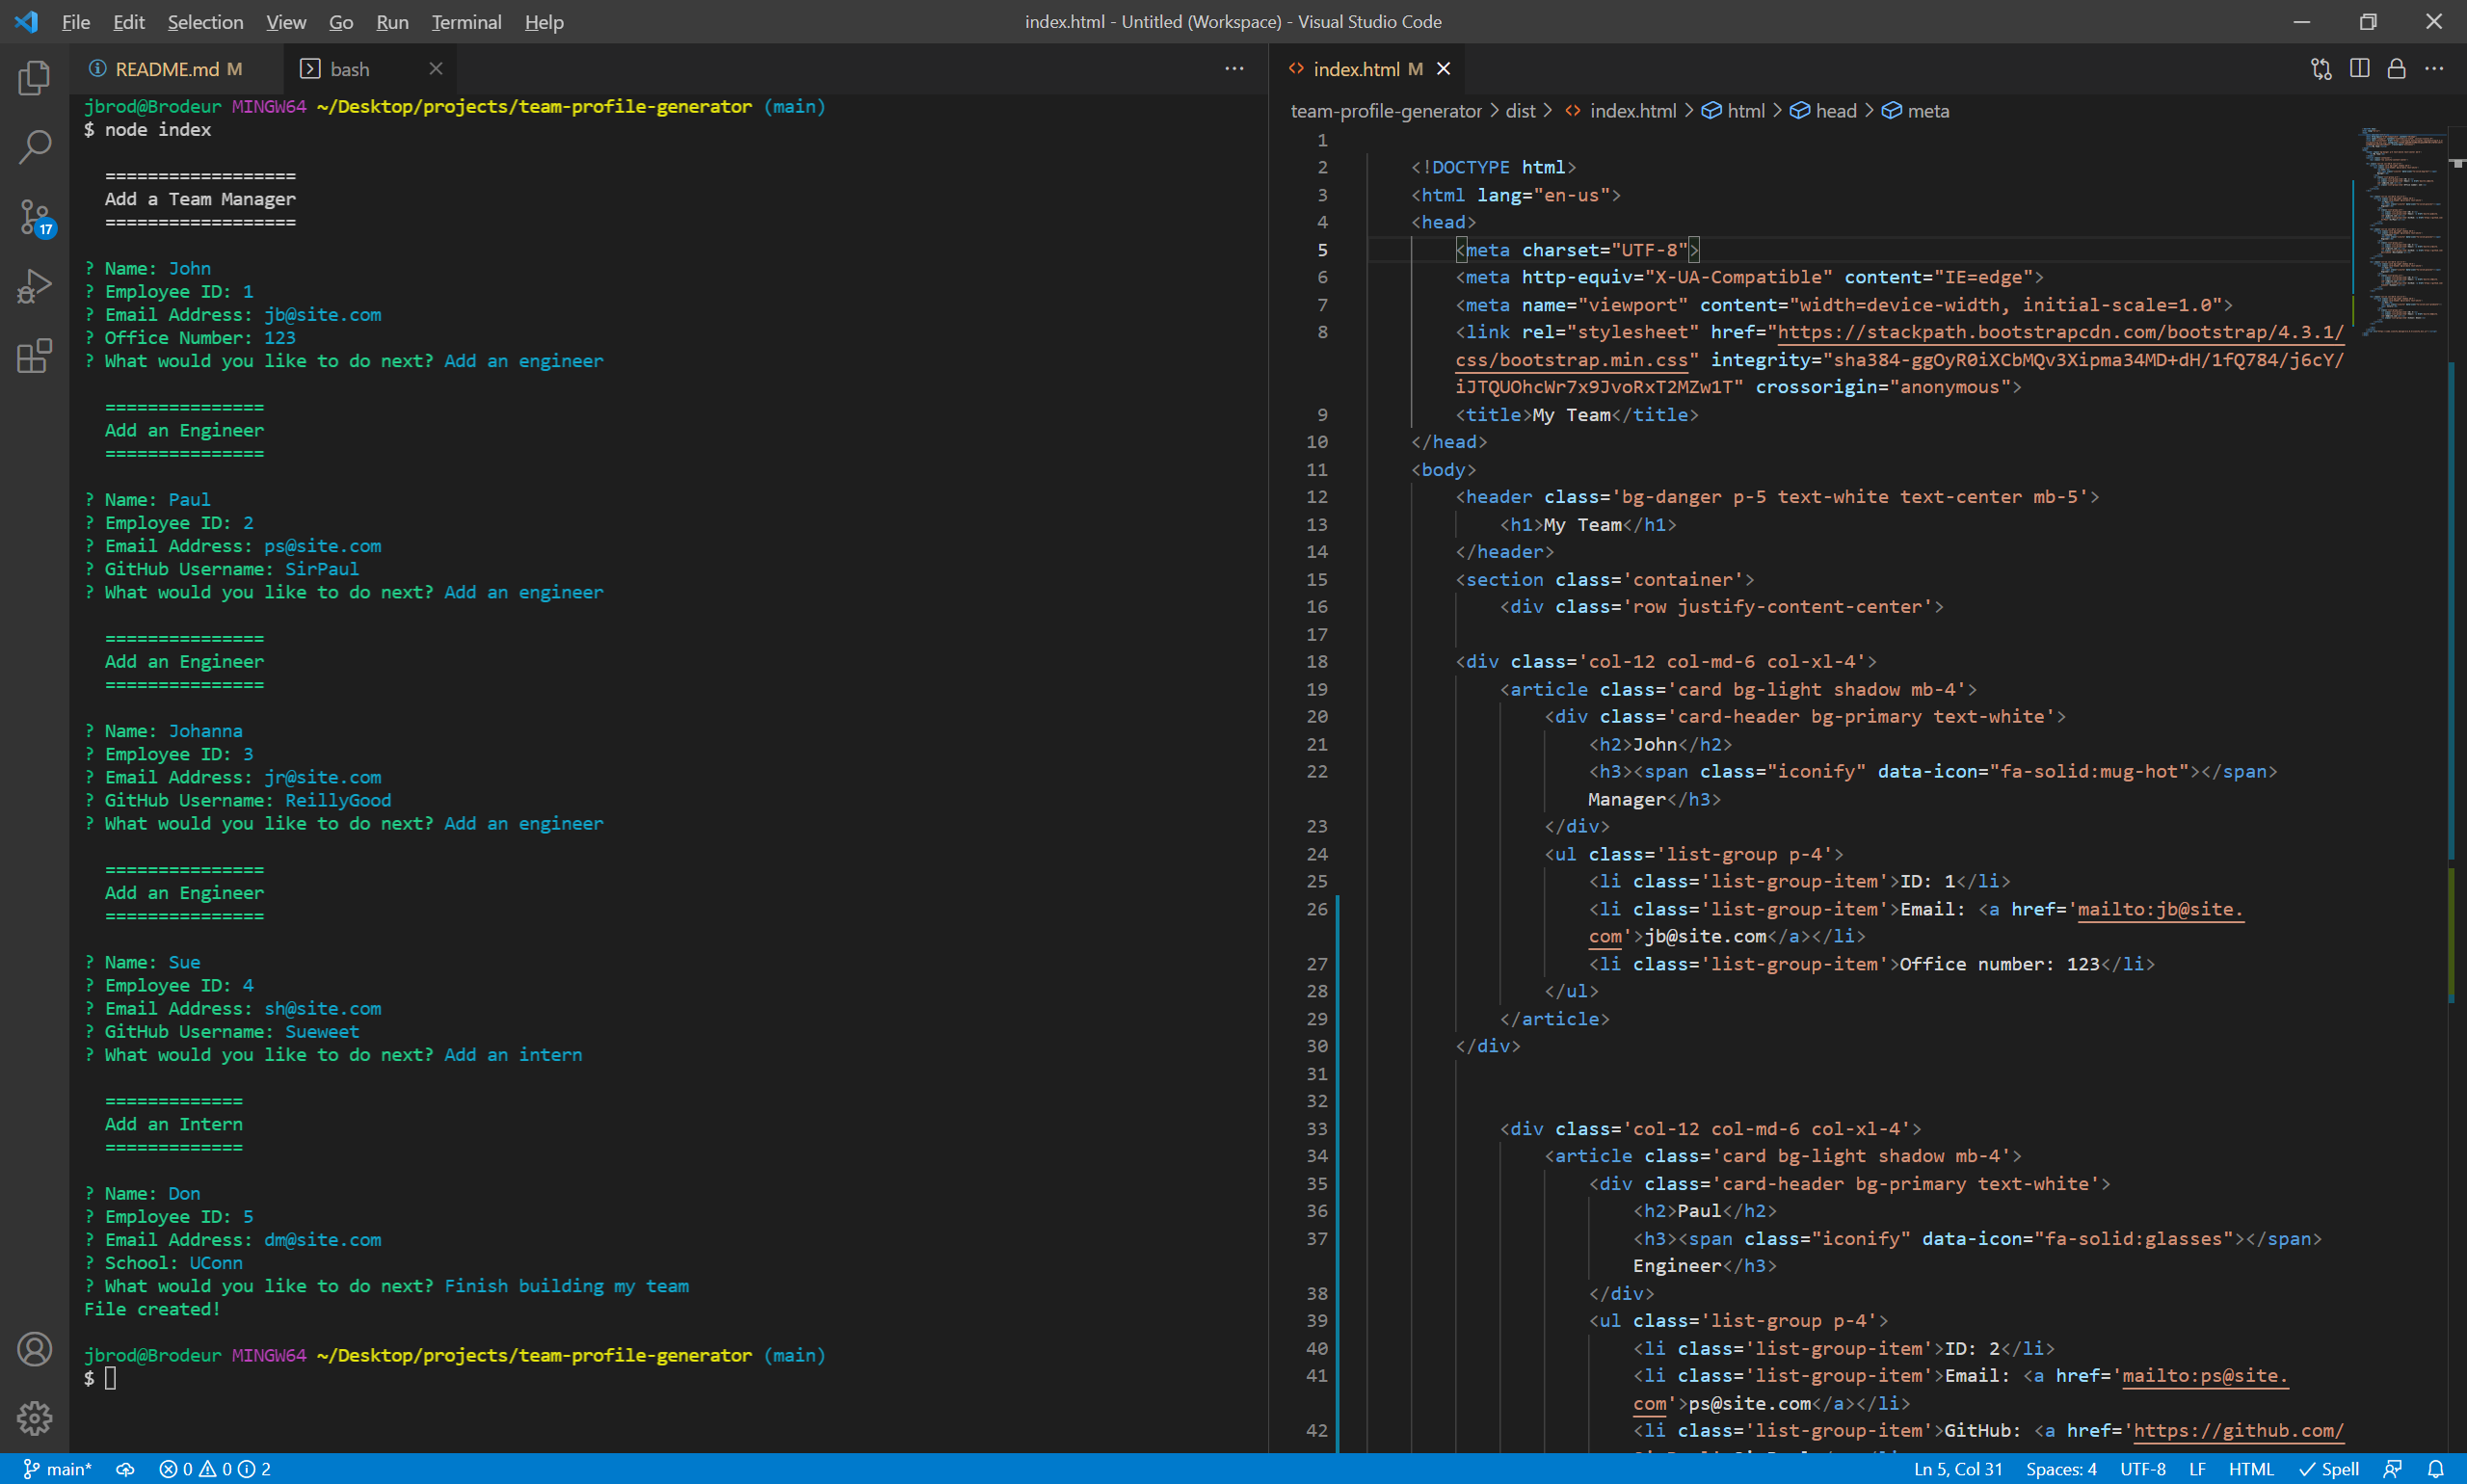 File Edit Selection View Go Run Terminal Help
index.html - Untitled (Workspace) - Visual Studio Code
README.md M
bash
17
jbrod@Brodeur MINGW64 ~/Desktop/projects/team-profile-generator (main)
$ node index
==================
Add a Team Manager
==================
? Name: John
? Employee ID: 1
? Email Address: jb@site.com
? Office Number: 123
? What would you like to do next? Add an engineer
===============
Add an Engineer
===============
? Name: Paul
? Employee ID: 2
? Email Address: ps@site.com
? GitHub Username: SirPaul
? What would you like to do next? Add an engineer
===============
Add an Engineer
===============
? Name: Johanna
? Employee ID: 3
? Email Address: jr@site.com
? GitHub Username: ReillyGood
? What would you like to do next? Add an engineer
===============
Add an Engineer
===============
? Name: Sue
? Employee ID: 4
? Email Address: sh@site.com
? GitHub Username: Sueweet
? What would you like to do next? Add an intern
=============
Add an Intern
=============
? Name: Don
? Employee ID: 5
? Email Address: dm@site.com
? School: UConn
? What would you like to do next? Finish building my team
File created!
jbrod@Brodeur MINGW64 ~/Desktop/projects/team-profile-generator (main)
$
index.html M
team-profile-generator > dist > index.html > html > head > meta
1
2 <!DOCTYPE html>
3 <html lang="en-us">
4 <head>
5 <meta charset="UTF-8">
6 <meta http-equiv="X-UA-Compatible" content="IE=edge">
7 <meta name="viewport" content="width=device-width, initial-scale=1.0">
8 <link rel="stylesheet" href="https://stackpath.bootstrapcdn.com/bootstrap/4.3.1/
css/bootstrap.min.css" integrity="sha384-ggOyR0iXCbMQv3Xipma34MD+dH/1fQ784/j6cY/
iJTQUOhcWr7x9JvoRxT2MZw1T" crossorigin="anonymous">
9 <title>My Team</title>
10 </head>
11 <body>
12 <header class='bg-danger p-5 text-white text-center mb-5'>
13 <h1>My Team</h1>
14 </header>
15 <section class='container'>
16 <div class='row justify-content-center'>
17
18 <div class='col-12 col-md-6 col-xl-4'>
19 <article class='card bg-light shadow mb-4'>
20 <div class='card-header bg-primary text-white'>
21 <h2>John</h2>
22 <h3><span class="iconify" data-icon="fa-solid:mug-hot"></span>
Manager</h3>
23 </div>
24 <ul class='list-group p-4'>
25 <li class='list-group-item'>ID: 1</li>
26 <li class='list-group-item'>Email: <a href='mailto:jb@site.
com'>jb@site.com</a></li>
27 <li class='list-group-item'>Office number: 123</li>
28 </ul>
29 </article>
30 </div>
31
32
33 <div class='col-12 col-md-6 col-xl-4'>
34 <article class='card bg-light shadow mb-4'>
35 <div class='card-header bg-primary text-white'>
36 <h2>Paul</h2>
37 <h3><span class="iconify" data-icon="fa-solid:glasses"></span>
Engineer</h3>
38 </div>
39 <ul class='list-group p-4'>
40 <li class='list-group-item'>ID: 2</li>
41 <li class='list-group-item'>Email: <a href='mailto:ps@site.
com'>ps@site.com</a></li>
42 <li class='list-group-item'>GitHub: <a href='https://github.com/
main* 0 0 2
Ln 5, Col 31 Spaces: 4 UTF-8 LF HTML Spell